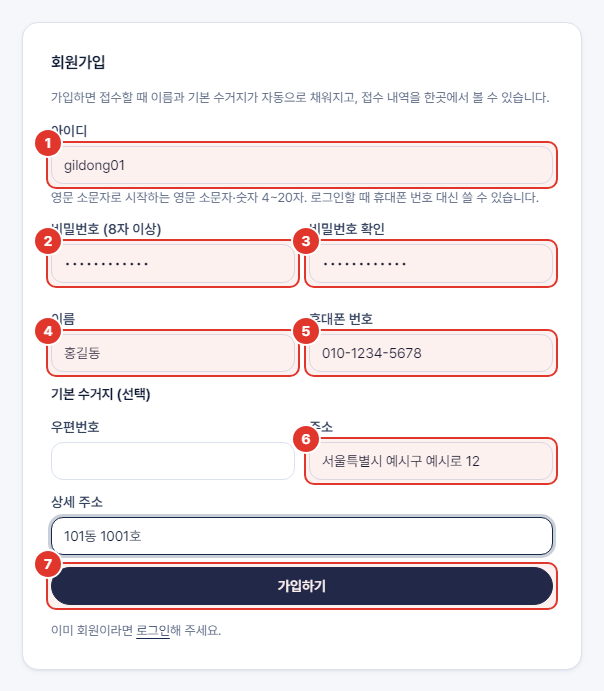 회원가입
가입하면 접수할 때 이름과 기본 수거지가 자동으로 채워지고, 접수 내역을 한곳에서 볼 수 있습니다.
아이디
1
gildong01
영문 소문자로 시작하는 영문 소문자·숫자 4~20자. 로그인할 때 휴대폰 번호 대신 쓸 수 있습니다.
비밀번호 (8자 이상) 비밀번호 확인
2 ············ 3 ············
이름 휴대폰 번호
4 홍길동 5 010-1234-5678
기본 수거지 (선택)
우편번호 주소
6 서울특별시 예시구 예시로 12
상세 주소
101동 1001호
7
가입하기
이미 회원이라면 로그인해 주세요.